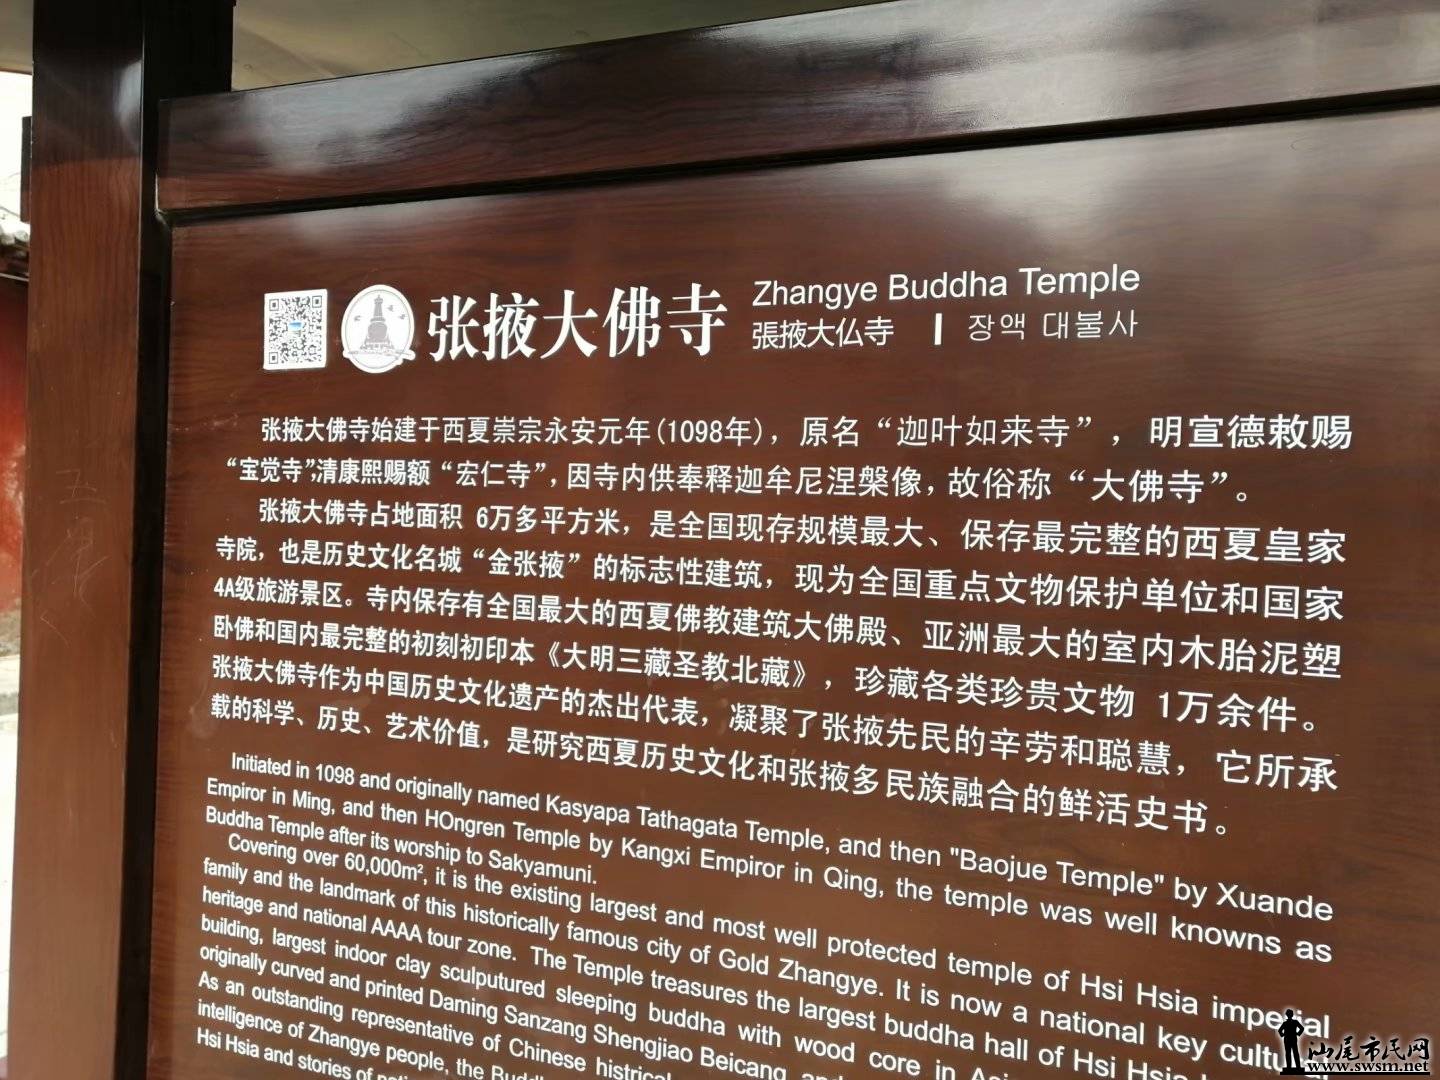 张掖大佛寺
Zhangye Buddha Temple
張掖大仏寺 | 장액 대불사
张掖大佛寺始建于西夏崇宗永安元年(1098年)，原名“迦叶如来寺”，明宣德敕赐
“宝觉寺”,清康熙赐额“宏仁寺”,因寺内供奉释迦牟尼涅槃像,故俗称“大佛寺”。
张掖大佛寺占地面积 6万多平方米，是全国现存规模最大、保存最完整的西夏皇家
寺院，也是历史文化名城“金张掖”的标志性建筑，现为全国重点文物保护单位和国家
4A级旅游景区。寺内保存有全国最大的西夏佛教建筑大佛殿、亚洲最大的室内木胎泥塑
卧佛和国内最完整的初刻初印本《大明三藏圣教北藏》，珍藏各类珍贵文物 1万余件。
张掖大佛寺作为中国历史文化遗产的杰出代表，凝聚了张掖先民的辛劳和聪慧，它所承
载的科学、历史、艺术价值，是研究西夏历史文化和张掖多民族融合的鲜活史书。
Initiated in 1098 and originally named Kasyapa Tathagata Temple, and then "Baojue Temple" by Xuande
Empiror in Ming, and then HOngren Temple by Kangxi Empiror in Qing, the temple was well knowns as
Buddha Temple after its worship to Sakyamuni.
Covering over 60,000m², it is the existing largest and most well protected temple of Hsi Hsia imperial
family and the landmark of this historically famous city of Gold Zhangye. It is now a national key cultural
heritage and national AAAA tour zone. The Temple treasures the largest buddha hall of Hsi Hsia
building, largest indoor clay sculputured sleeping buddha with wood core in
originally curved and printed Daming Sanzang Shengjiao Beicang and
As an outstanding representative of Chinese histrical
intelligence of Zhangye people, the
Hsi Hsia and stories of
汕尾市民网
www.swsm.net